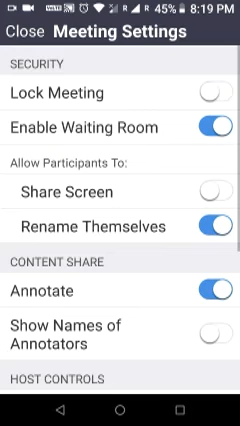 45% 8:19 PM
Close Meeting Settings
SECURITY
Lock Meeting
Enable Waiting Room
Allow Participants To:
Share Screen
Rename Themselves
CONTENT SHARE
Annotate
Show Names of
Annotators
HOST CONTROLS